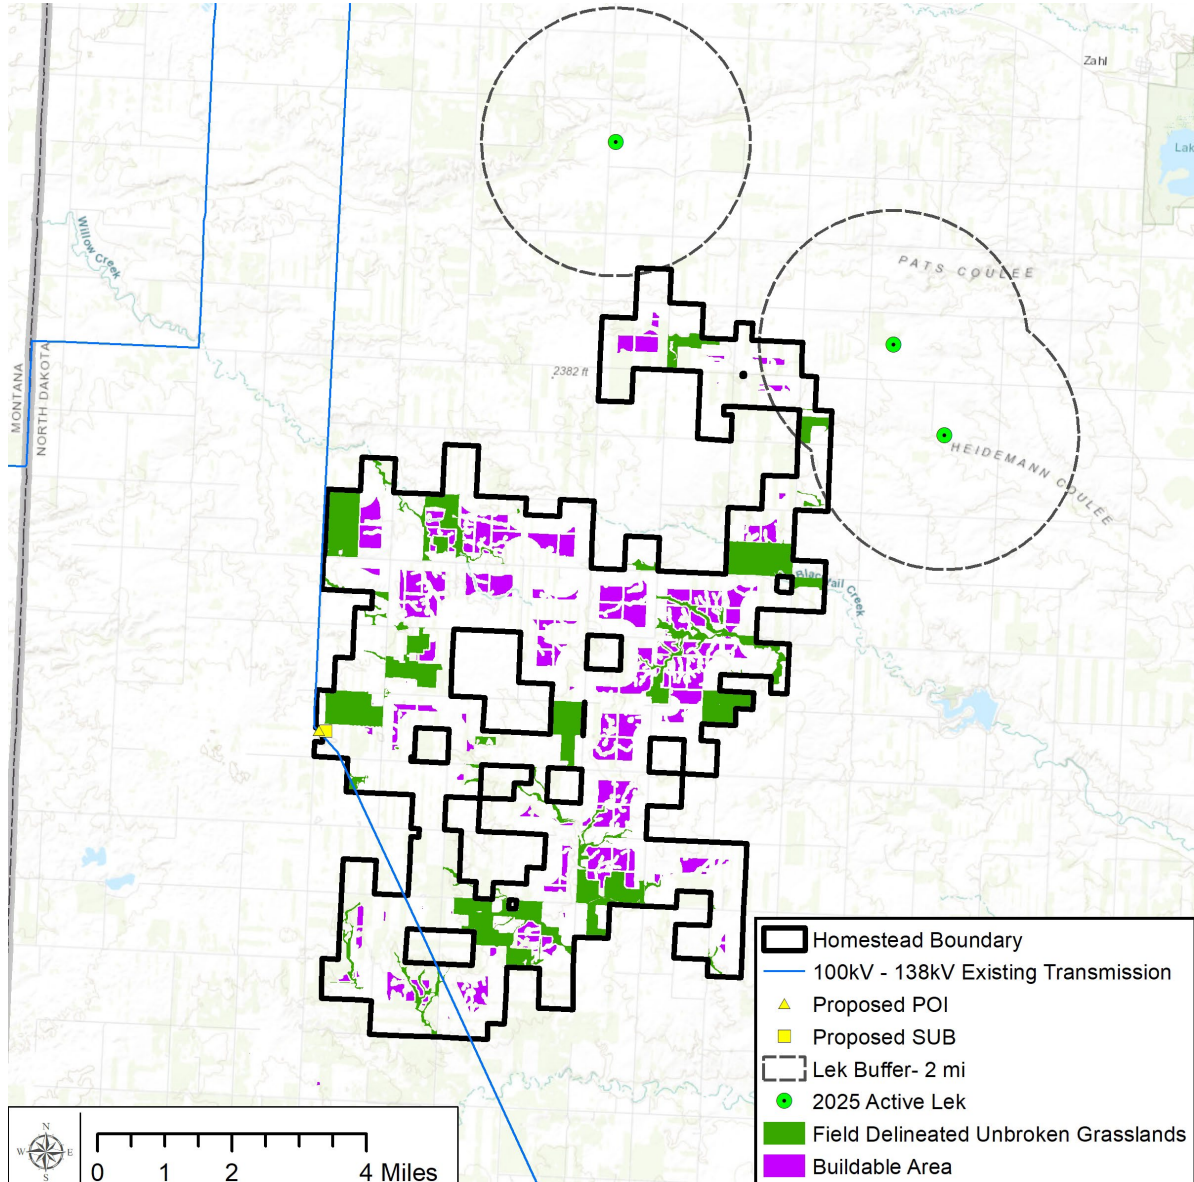 Zahl
Lak
Willow Creek
PATS COULEE
2382 ft
MONTANA
NORTH DAKOTA
HEIDEMANN COULEE
Blacktail Creek
Homestead Boundary
100kV - 138kV Existing Transmission
Proposed POI
Proposed SUB
Lek Buffer- 2 mi
2025 Active Lek
Field Delineated Unbroken Grasslands
Buildable Area
N
W E
S
0 1 2 4 Miles